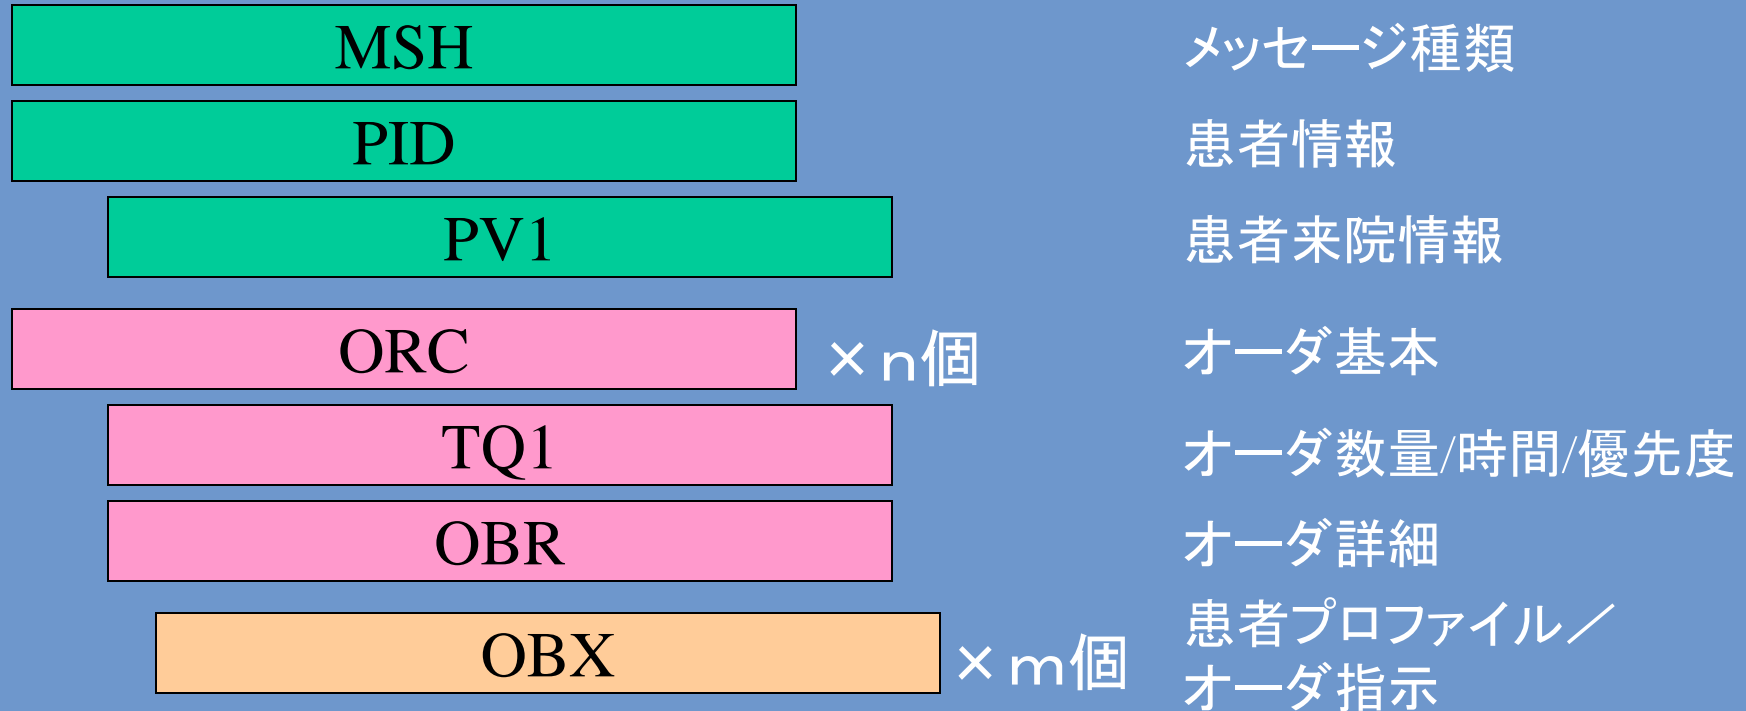 MSH メッセージ種類
PID 患者情報
PV1 患者来院情報
ORC ×ｎ個 オーダ基本
TQ1 オーダ数量/時間/優先度
OBR オーダ詳細
OBX ×ｍ個 患者プロファイル／
オーダ指示